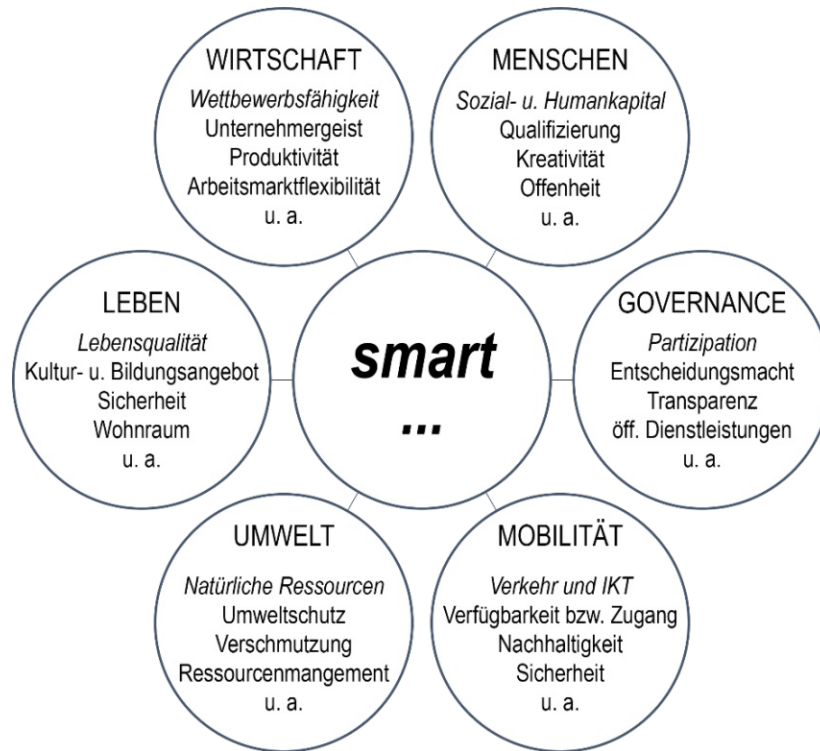 WIRTSCHAFT
Wettbewerbsfähigkeit
Unternehmergeist
Produktivität
Arbeitsmarktflexibilität
u. a.
MENSCHEN
Sozial- u. Humankapital
Qualifizierung
Kreativität
Offenheit
u. a.
LEBEN
Lebensqualität
Kultur- u. Bildungsangebot
Sicherheit
Wohnraum
u. a.
smart
...
GOVERNANCE
Partizipation
Entscheidungsmacht
Transparenz
öff. Dienstleistungen
u. a.
UMWELT
Natürliche Ressourcen
Umweltschutz
Verschmutzung
Ressourcenmangement
u. a.
MOBILITÄT
Verkehr und IKT
Verfügbarkeit bzw. Zugang
Nachhaltigkeit
Sicherheit
u. a.